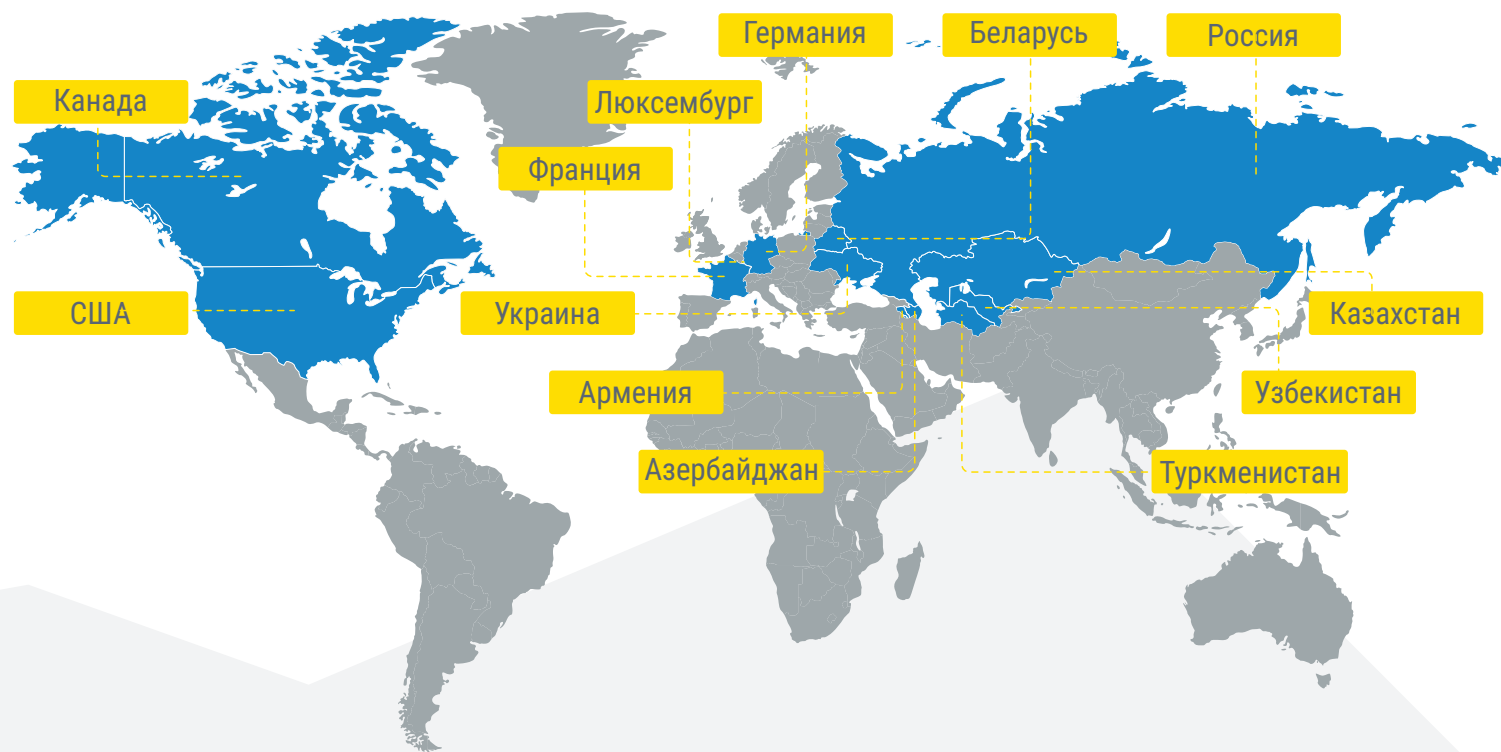 Германия
Беларусь
Россия
Канада
Люксембург
Франция
США
Украина
Казахстан
Армения
Узбекистан
Азербайджан
Туркменистан